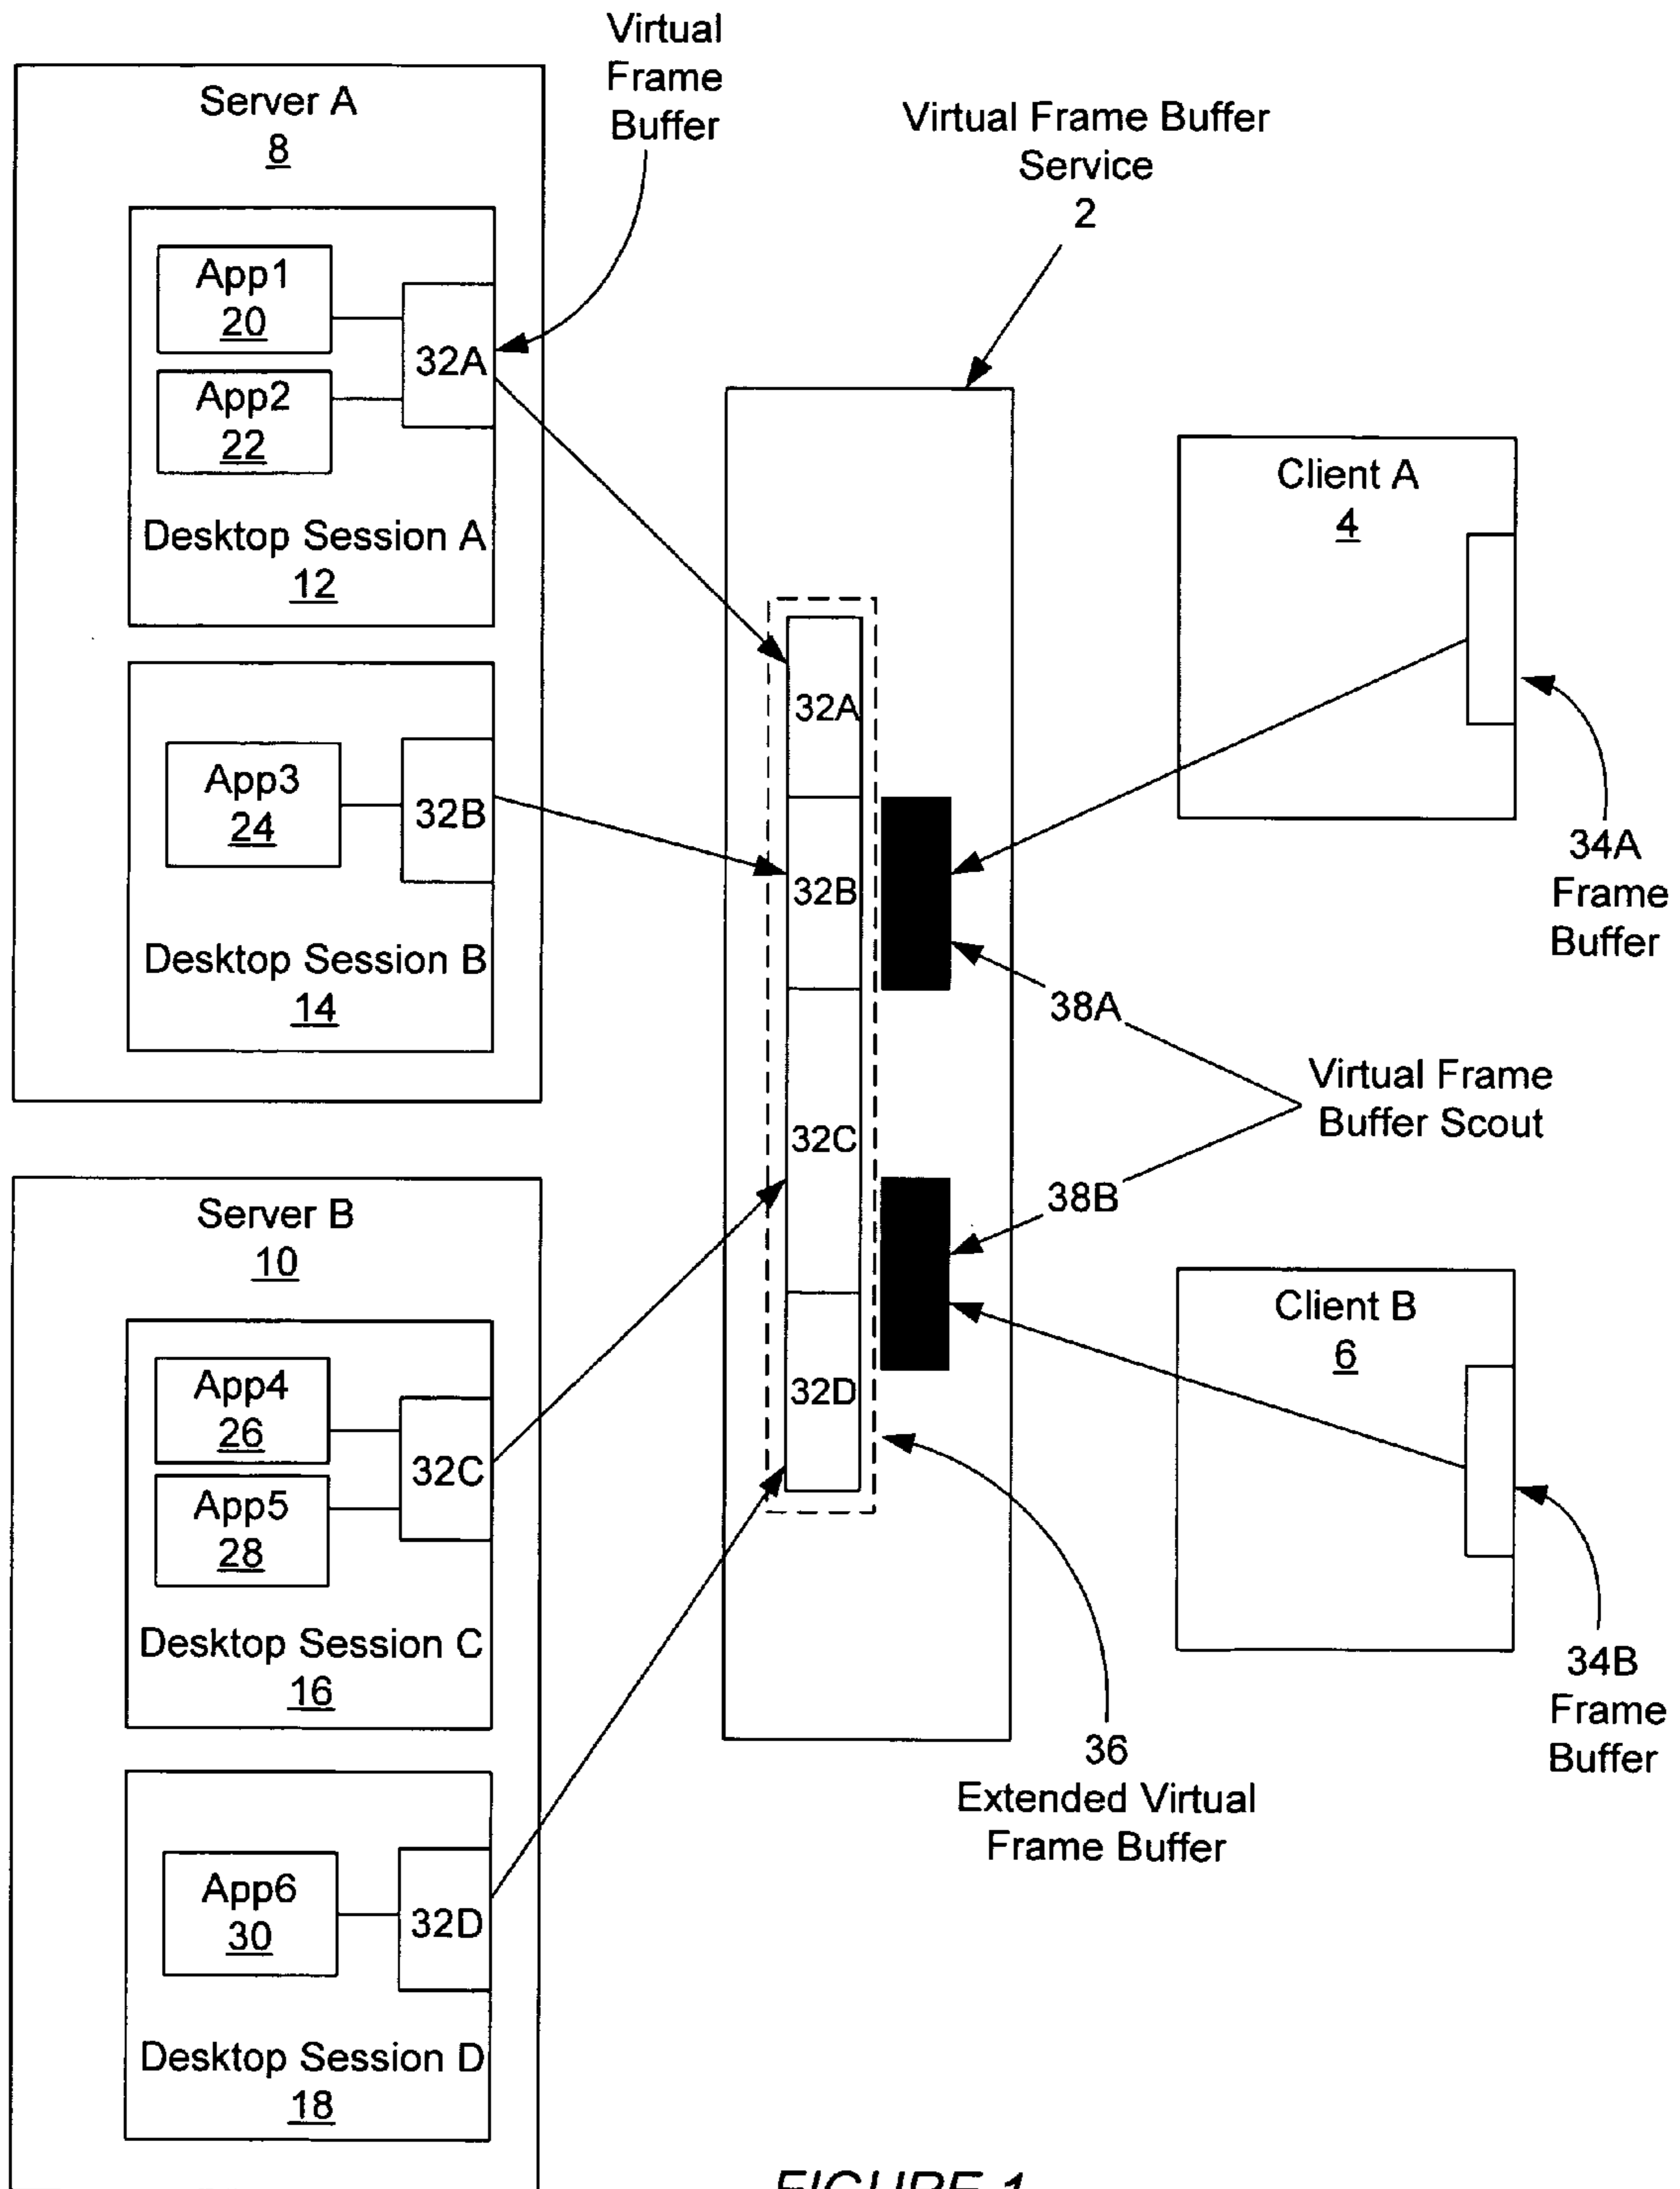 Virtual
Frame
Buffer
Server A
8
App1
20
App2
22
32A
Desktop Session A
12
App3
24
32B
Desktop Session B
14
Server B
10
App4
26
App5
28
32C
Desktop Session C
16
App6
30
32D
Desktop Session D
18
Virtual Frame Buffer
Service
2
32A
32B
32C
32D
38A
Virtual Frame
Buffer Scout
38B
36
Extended Virtual
Frame Buffer
Client A
4
34A
Frame
Buffer
Client B
6
34B
Frame
Buffer
FIGURE 1